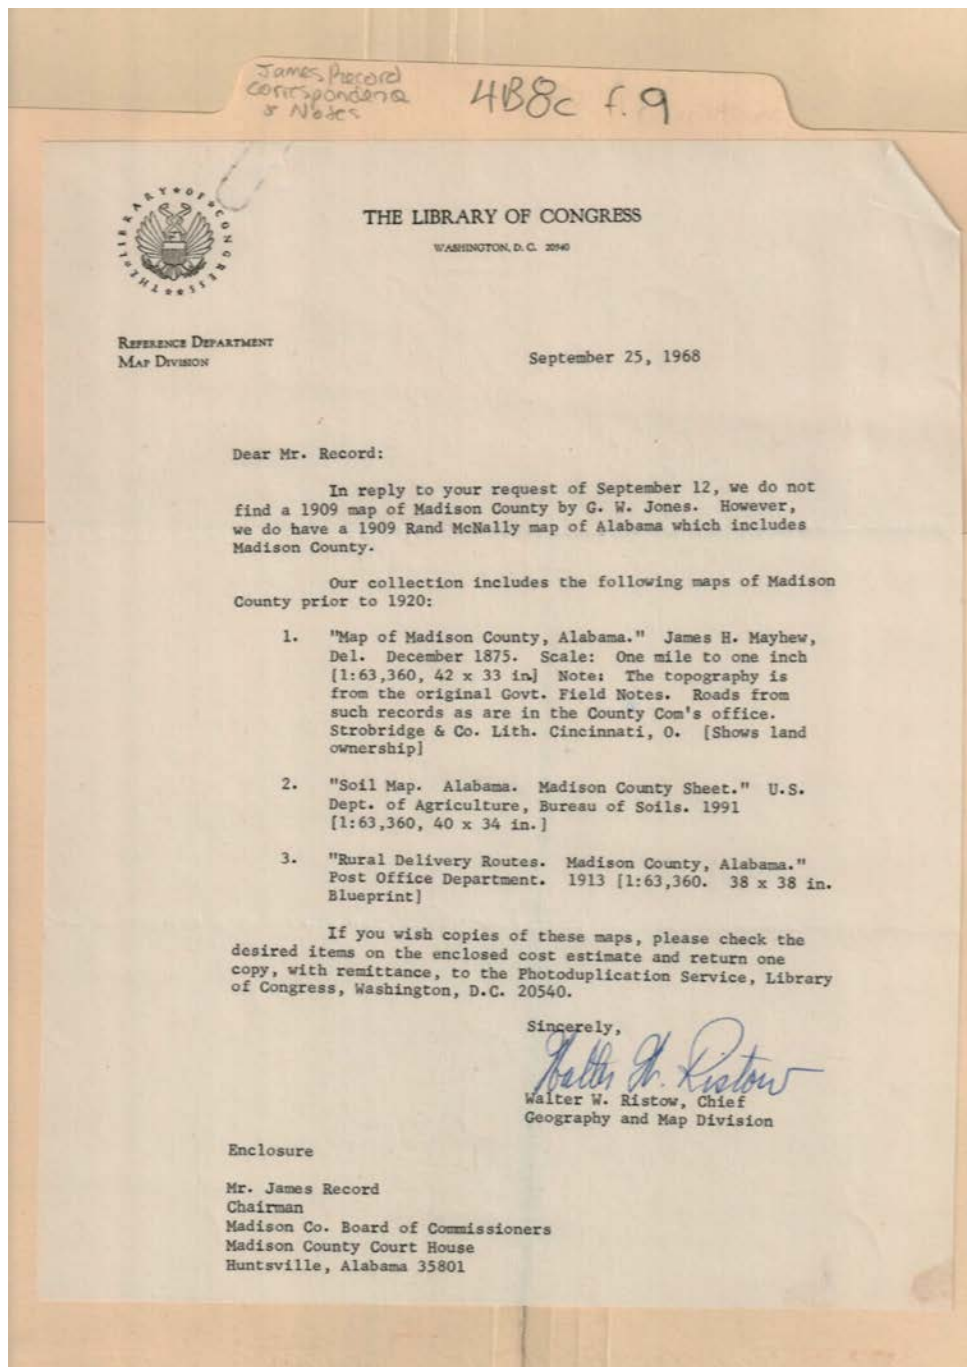 James Record
Correspondence
& Notes
4B8c f.9
THE LIBRARY OF CONGRESS
THE LIBRARY OF CONGRESS
WASHINGTON, D. C. 20540
REFERENCE DEPARTMENT
MAP DIVISION
September 25, 1968
Dear Mr. Record:
In reply to your request of September 12, we do not
find a 1909 map of Madison County by G. W. Jones. However,
we do have a 1909 Rand McNally map of Alabama which includes
Madison County.
Our collection includes the following maps of Madison
County prior to 1920:
1. "Map of Madison County, Alabama." James H. Mayhew,
Del. December 1875. Scale: One mile to one inch
[1:63,360, 42 x 33 in.] Note: The topography is
from the original Govt. Field Notes. Roads from
such records as are in the County Com's office.
Strobridge & Co. Lith. Cincinnati, O. [Shows land
ownership]
2. "Soil Map. Alabama. Madison County Sheet." U.S.
Dept. of Agriculture, Bureau of Soils. 1991
[1:63,360, 40 x 34 in.]
3. "Rural Delivery Routes. Madison County, Alabama."
Post Office Department. 1913 [1:63,360. 38 x 38 in.
Blueprint]
If you wish copies of these maps, please check the
desired items on the enclosed cost estimate and return one
copy, with remittance, to the Photoduplication Service, Library
of Congress, Washington, D.C. 20540.
Sincerely,
Walter W. Ristow
Walter W. Ristow, Chief
Geography and Map Division
Enclosure
Mr. James Record
Chairman
Madison Co. Board of Commissioners
Madison County Court House
Huntsville, Alabama 35801